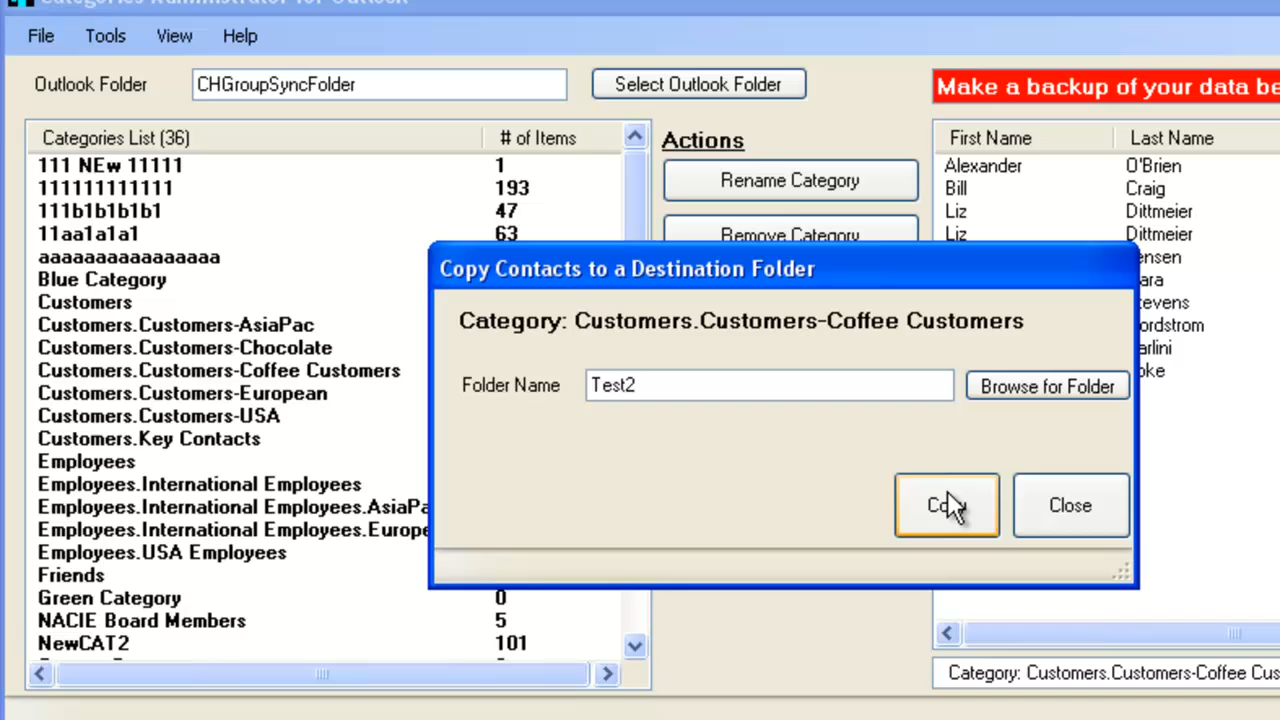 Categories Administrator for Outlook
File Tools View Help
Outlook Folder CHGroupSyncFolder Select Outlook Folder
Make a backup of your data be
Categories List (36) # of Items
111 NEw 11111 1
111111111111 193
111b1b1b1b1 47
11aa1a1a1 63
aaaaaaaaaaaaaaaa
Blue Category
Customers
Customers.Customers-AsiaPac
Customers.Customers-Chocolate
Customers.Customers-Coffee Customers
Customers.Customers-European
Customers.Customers-USA
Customers.Key Contacts
Employees
Employees.International Employees
Employees.International Employees.AsiaPa
Employees.International Employees.Europe
Employees.USA Employees
Friends
Green Category 0
NACIE Board Members 5
NewCAT2 101
Actions
Rename Category
Remove Category
First Name Last Name
Alexander O'Brien
Bill Craig
Liz Dittmeier
Liz Dittmeier
ensen
ara
evens
ordstrom
arlini
oke
Copy Contacts to a Destination Folder
Category: Customers.Customers-Coffee Customers
Folder Name Test2 Browse for Folder
Copy Close
Category: Customers.Customers-Coffee Cus